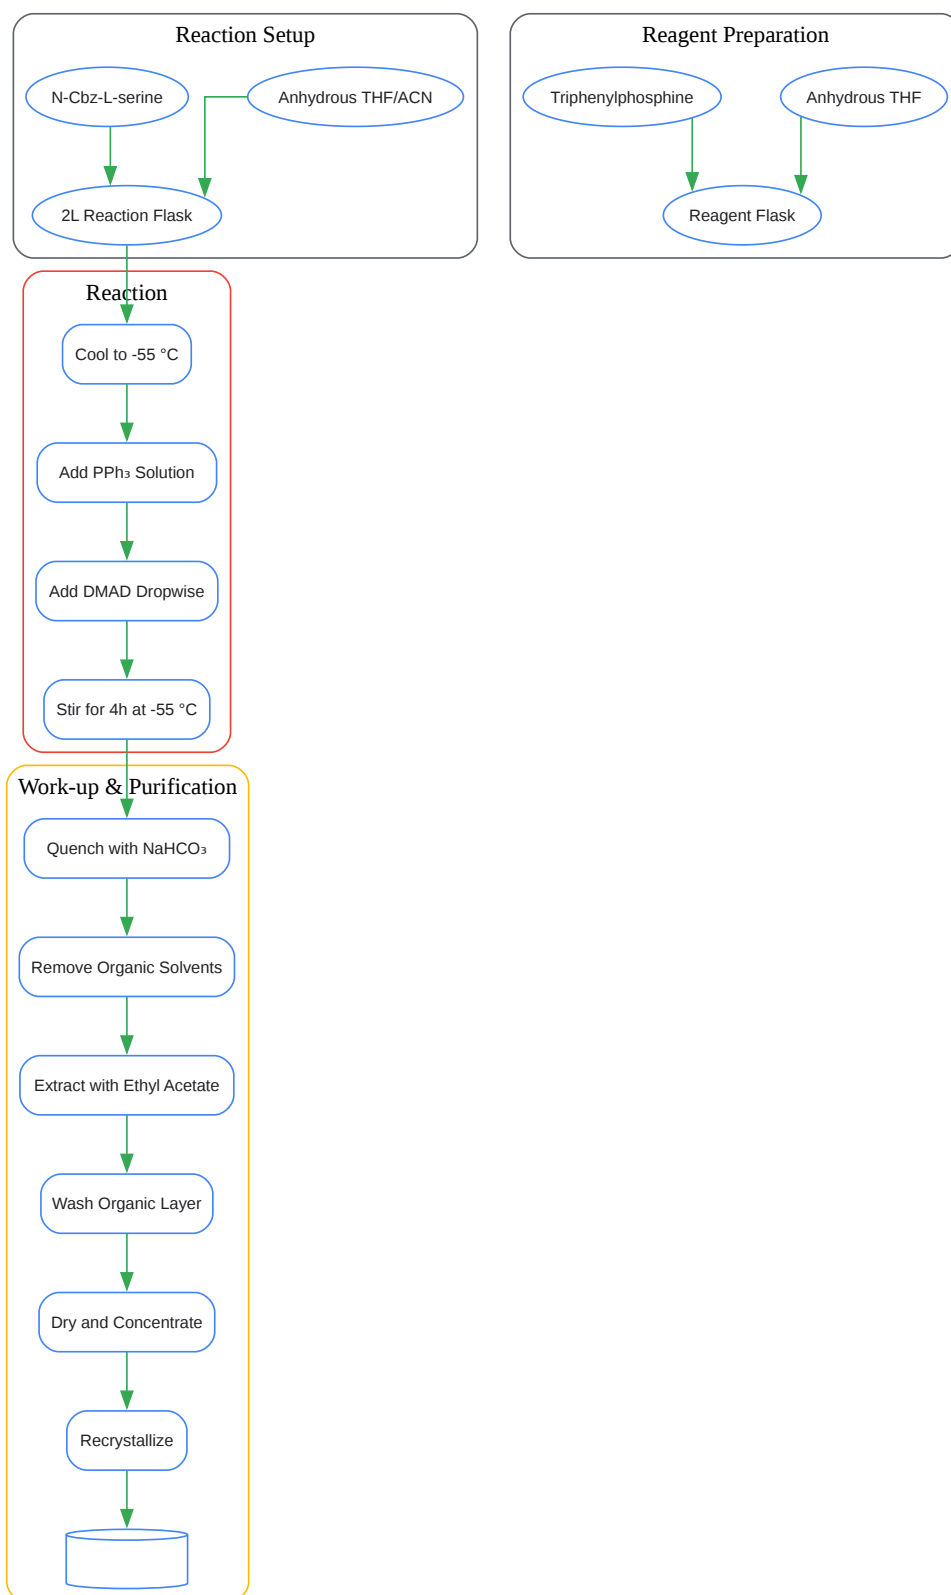 Reaction Setup
N-Cbz-L-serine
Anhydrous THF/ACN
2L Reaction Flask
Reagent Preparation
Triphenylphosphine
Anhydrous THF
Reagent Flask
Reaction
Cool to -55 °C
Add PPh₃ Solution
Add DMAD Dropwise
Stir for 4h at -55 °C
Work-up & Purification
Quench with NaHCO₃
Remove Organic Solvents
Extract with Ethyl Acetate
Wash Organic Layer
Dry and Concentrate
Recrystallize